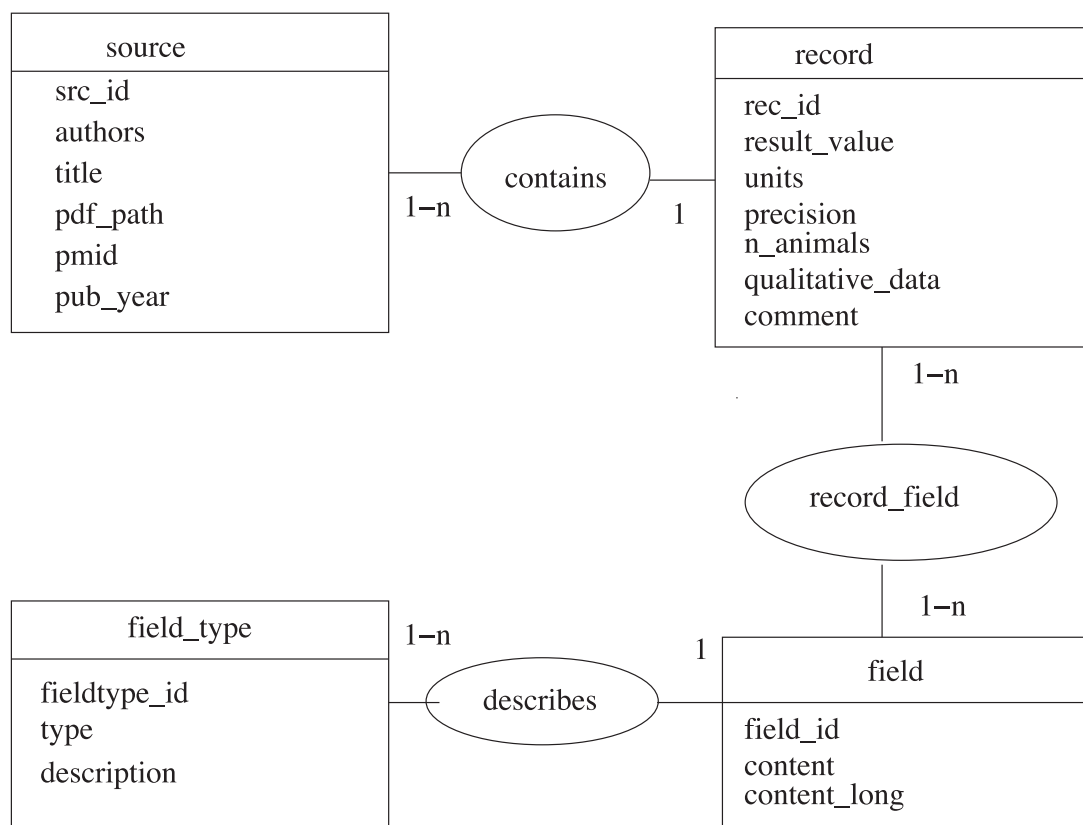 source
src_id
authors
title
pdf_path
pmid
pub_year
contains
1–n
1
record
rec_id
result_value
units
precision
n_animals
qualitative_data
comment
1–n
record_field
1–n
field_type
fieldtype_id
type
description
1–n
describes
1
field
field_id
content
content_long